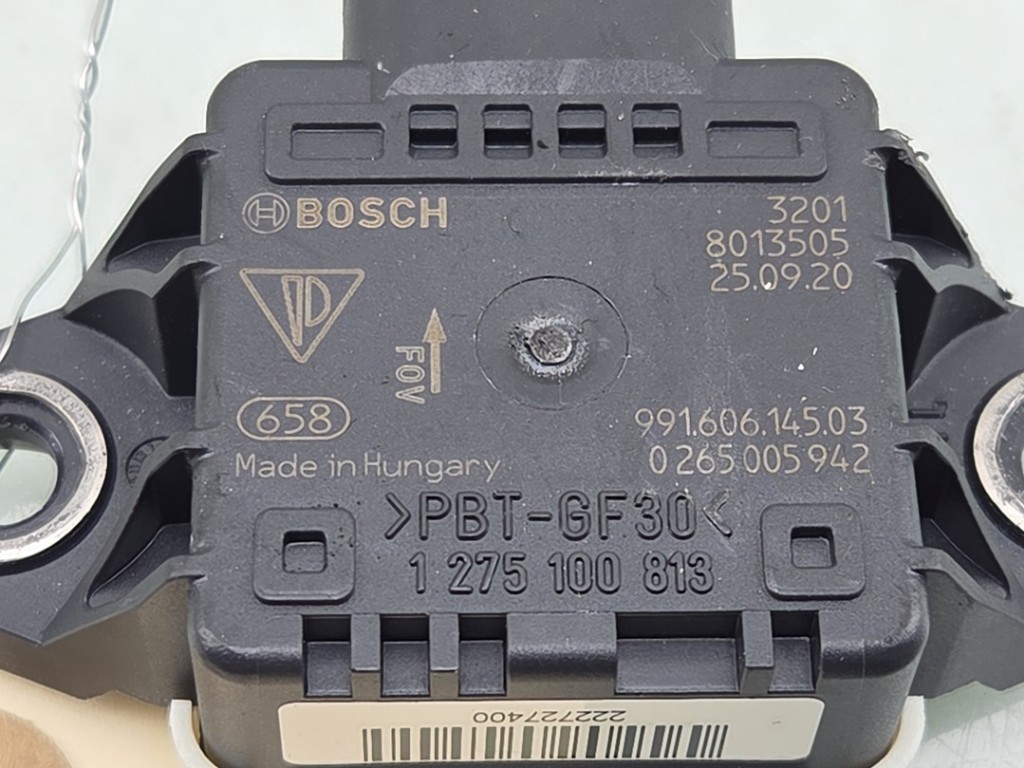 BOSCH
3201
8013505
25.09.20
FOV
658
991.606.145.03
Made in Hungary
0 265 005 942
>PBT-GF30<
1 275 100 813
222727400